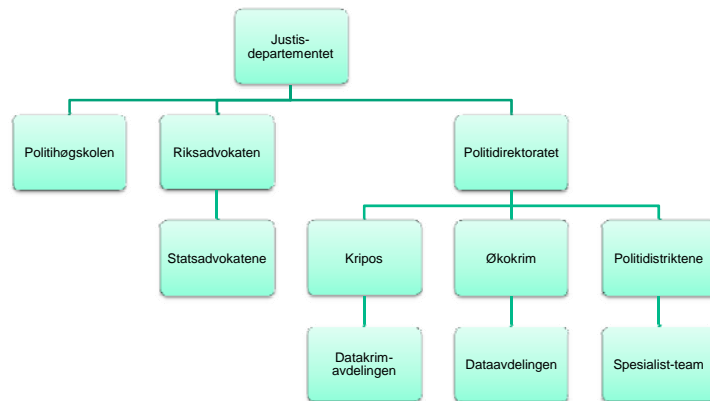 Justis-
departementet
Politihøgskolen
Riksadvokaten
Politidirektoratet
Statsadvokatene
Kripos
Økokrim
Politidistriktene
Datakrim-
avdelingen
Dataavdelingen
Spesialist-team